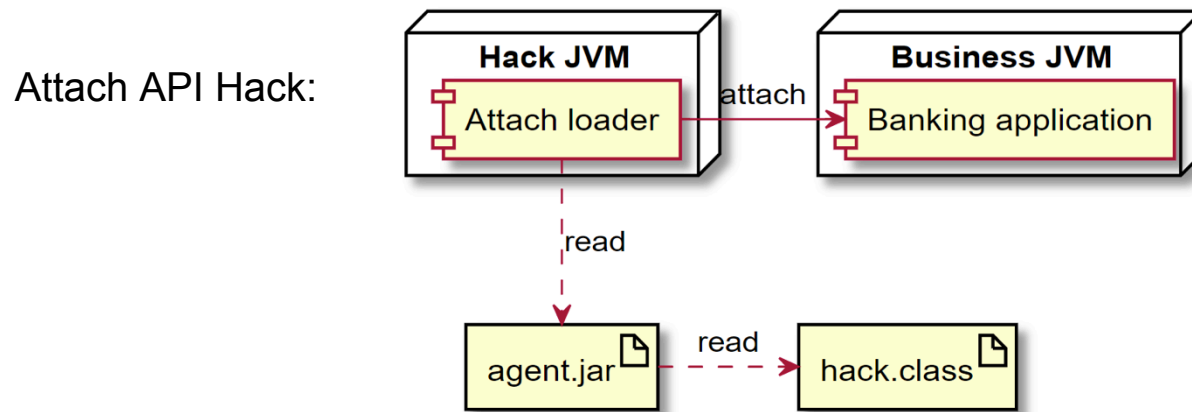 Attach API Hack:
Hack JVM
Attach loader
attach
Business JVM
Banking application
read
agent.jar
read
hack.class